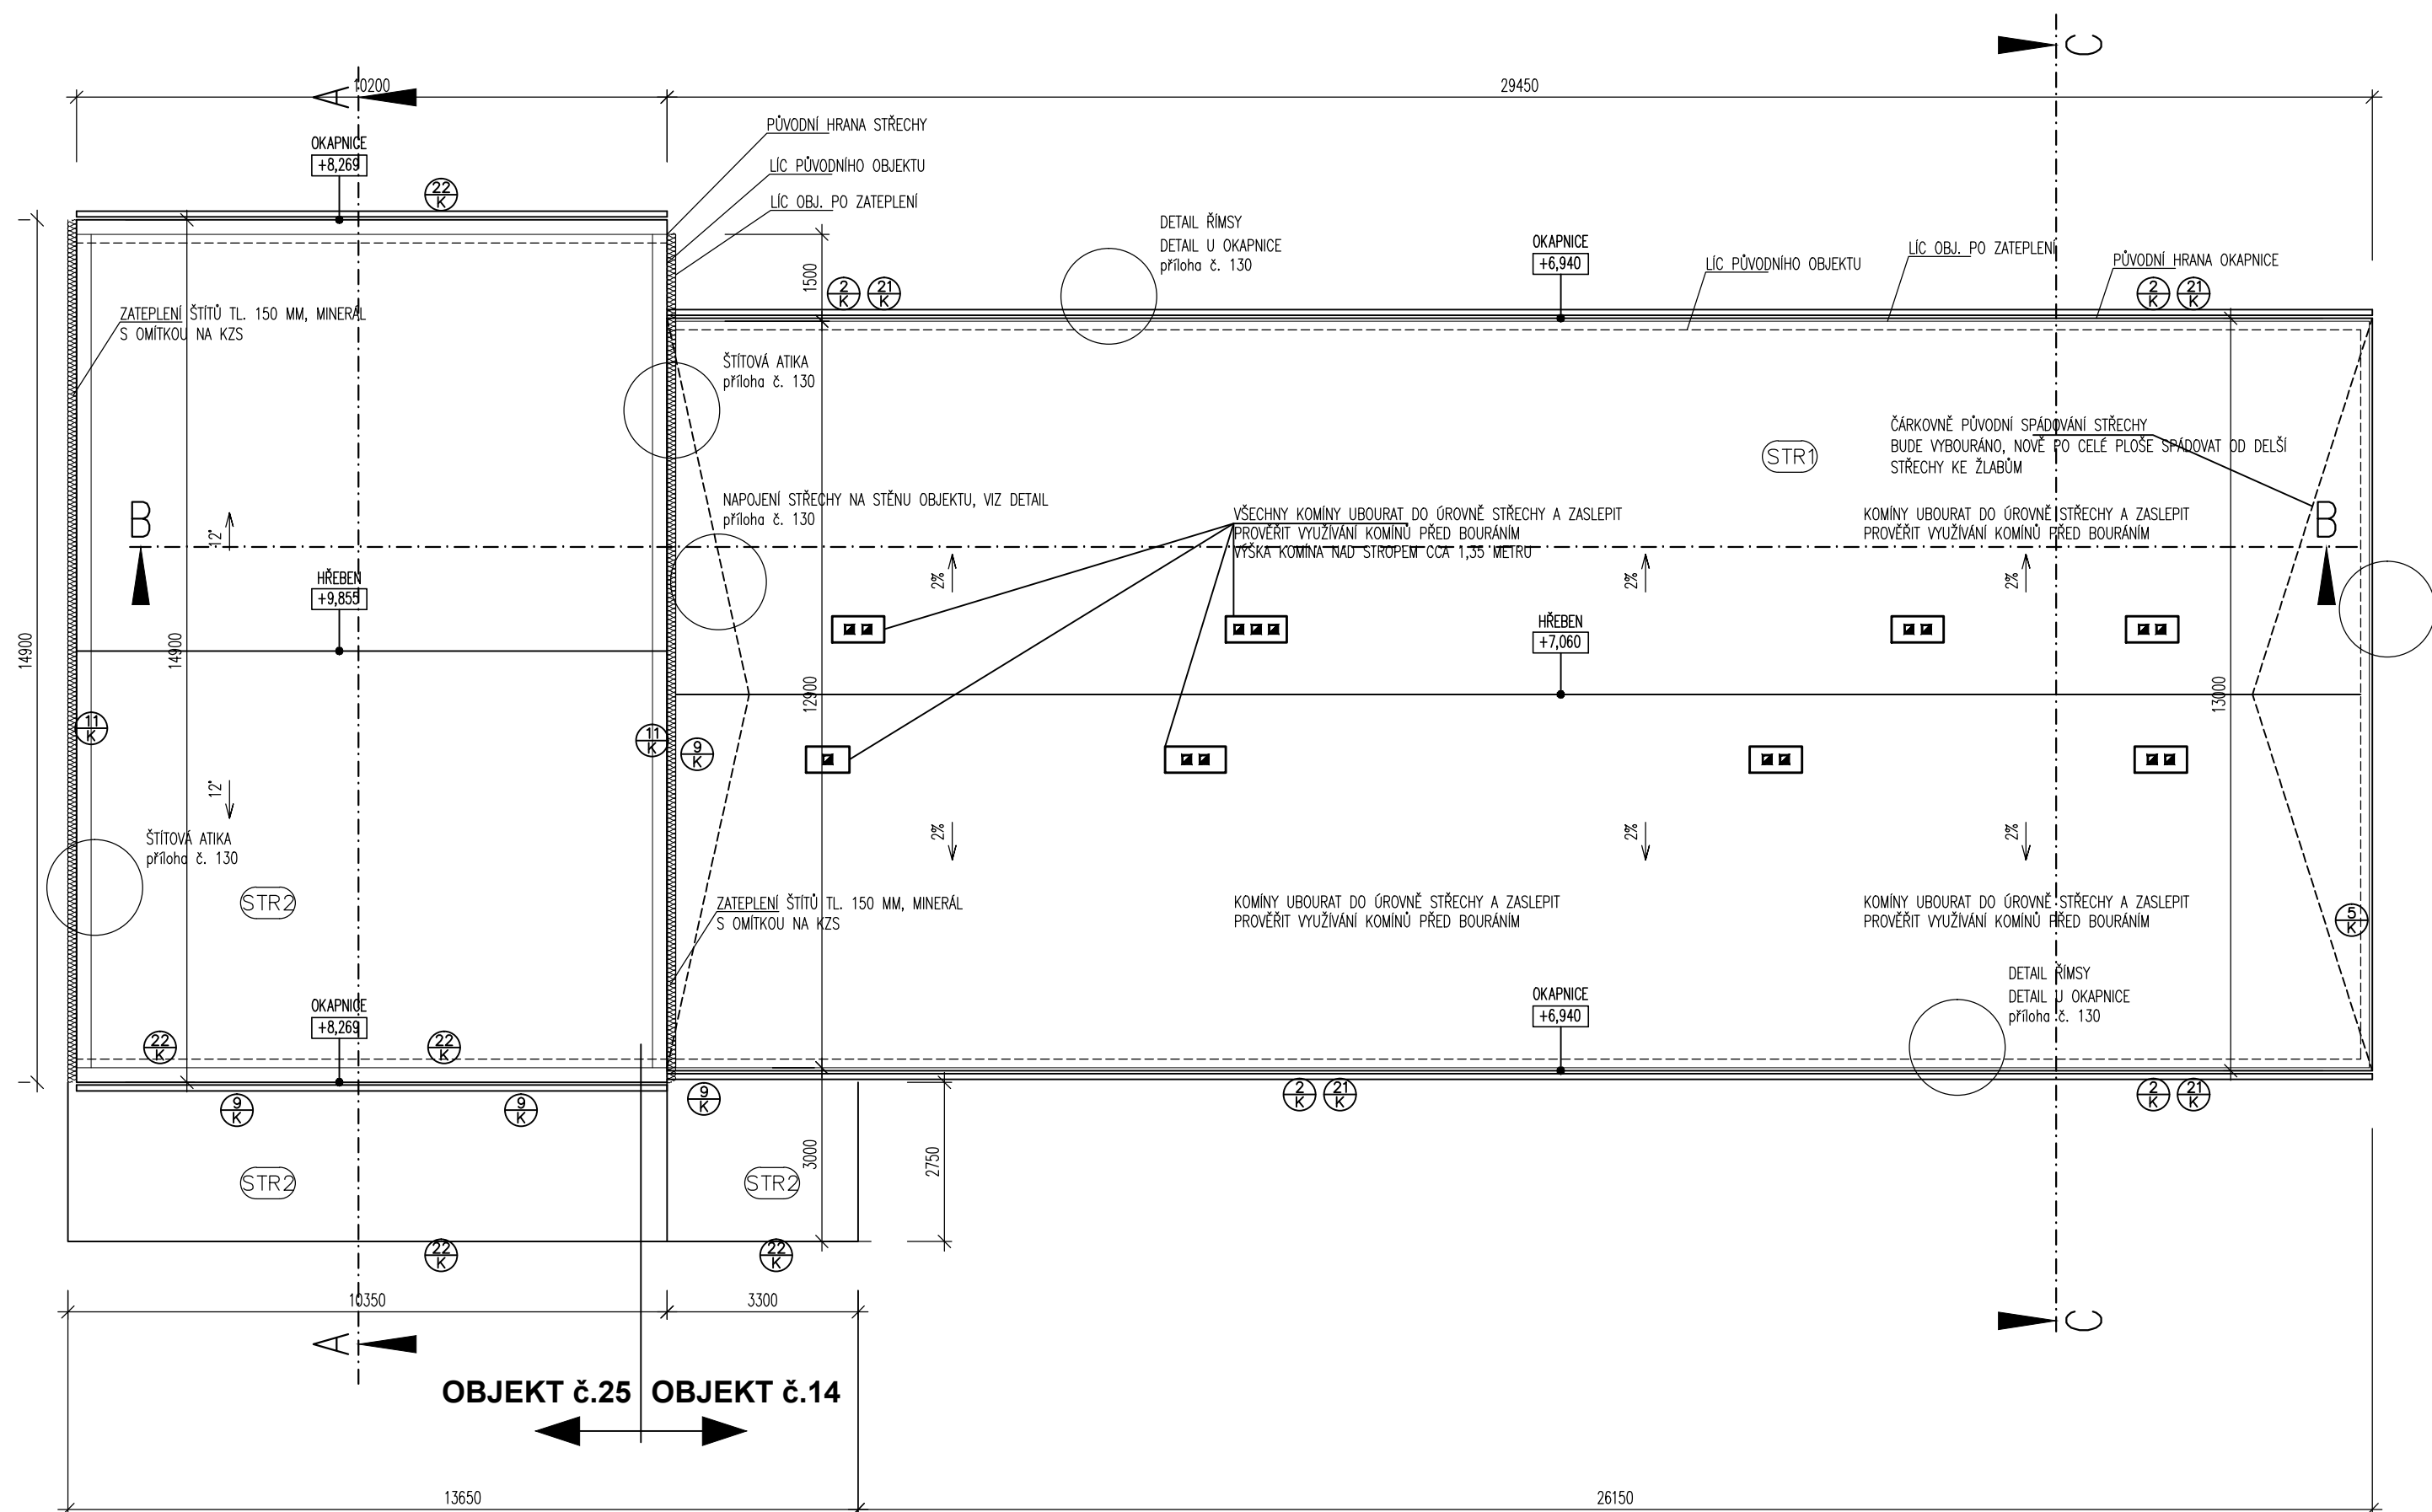 C
10200
29450
A
PŮVODNÍ HRANA STŘECHY
OKAPNICE
+8,269
LÍC PŮVODNÍHO OBJEKTU
22
K
LÍC OBJ. PO ZATEPLENÍ
DETAIL ŘÍMSY
DETAIL U OKAPNICE
příloha č. 130
OKAPNICE
+6,940
LÍC PŮVODNÍHO OBJEKTU
LÍC OBJ. PO ZATEPLENÍ
PŮVODNÍ HRANA OKAPNICE
1500
2
K
21
K
2
K
21
K
ZATEPLENÍ ŠTÍTŮ TL. 150 MM, MINERÁL
S OMÍTKOU NA KZS
ŠTÍTOVÁ ATIKA
příloha č. 130
ČÁRKOVNĚ PŮVODNÍ SPÁDOVÁNÍ STŘECHY
BUDE VYBOURÁNO, NOVĚ PO CELÉ PLOŠE SPÁDOVAT OD DELŠÍ
STŘECHY KE ŽLABŮM
STR1
NAPOJENÍ STŘECHY NA STĚNU OBJEKTU, VIZ DETAIL
příloha č. 130
VŠECHNY KOMÍNY UBOURAT DO ÚROVNĚ STŘECHY A ZASLEPIT
PROVĚŘIT VYUŽÍVÁNÍ KOMÍNŮ PŘED BOURÁNÍM
VÝŠKA KOMÍNA NAD STROPEM CCA 1,35 METRU
KOMÍNY UBOURAT DO ÚROVNĚ STŘECHY A ZASLEPIT
PROVĚŘIT VYUŽÍVÁNÍ KOMÍNŮ PŘED BOURÁNÍM
B
B
12°
2%
2%
2%
HŘEBEN
+9,855
HŘEBEN
+7,060
14900
14900
12900
13000
11
K
11
K
9
K
12°
2%
2%
2%
ŠTÍTOVÁ ATIKA
příloha č. 130
STR2
ZATEPLENÍ ŠTÍTŮ TL. 150 MM, MINERÁL
S OMÍTKOU NA KZS
KOMÍNY UBOURAT DO ÚROVNĚ STŘECHY A ZASLEPIT
PROVĚŘIT VYUŽÍVÁNÍ KOMÍNŮ PŘED BOURÁNÍM
KOMÍNY UBOURAT DO ÚROVNĚ STŘECHY A ZASLEPIT
PROVĚŘIT VYUŽÍVÁNÍ KOMÍNŮ PŘED BOURÁNÍM
5
K
DETAIL ŘÍMSY
DETAIL U OKAPNICE
příloha č. 130
OKAPNICE
+8,269
OKAPNICE
+6,940
22
K
22
K
9
K
9
K
9
K
2
K
21
K
2
K
21
K
3000
2750
STR2
STR2
22
K
22
K
10350
3300
A
C
OBJEKT č.25
OBJEKT č.14
13650
26150